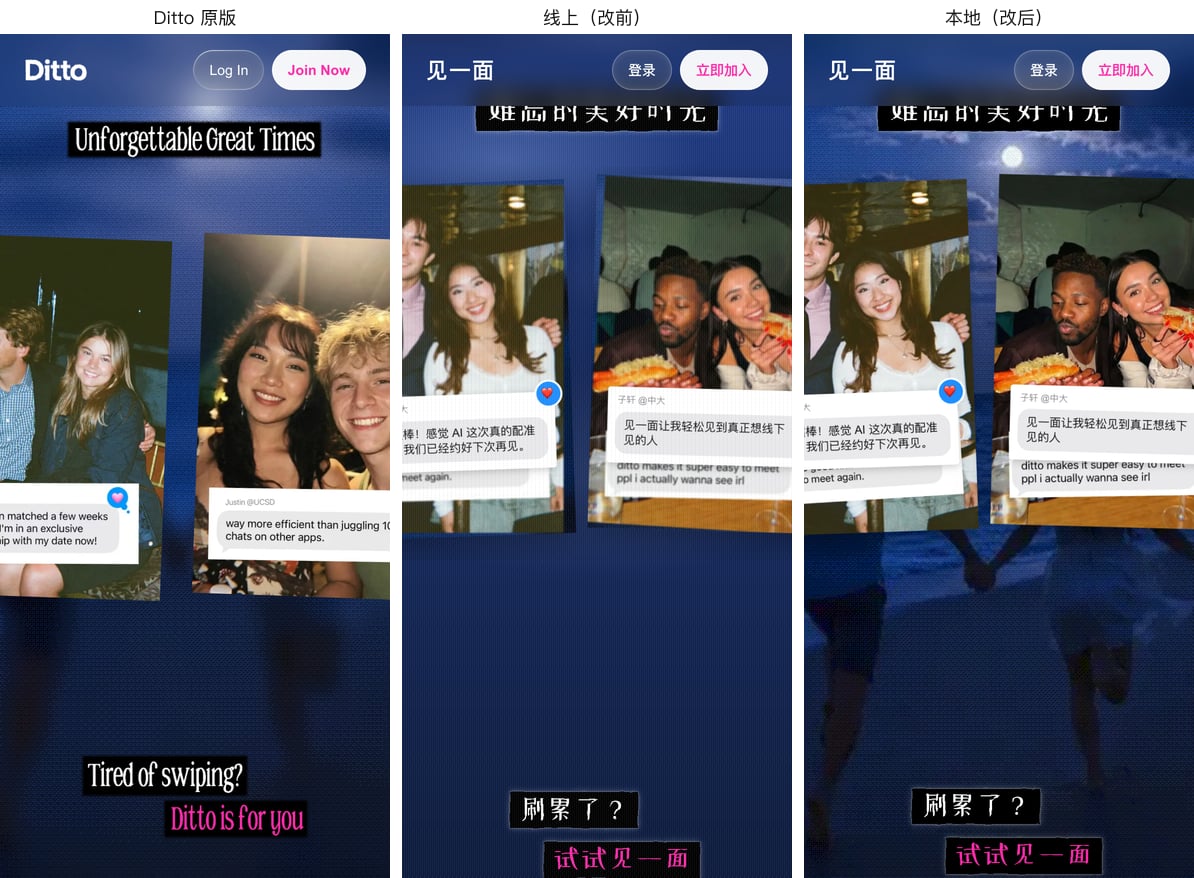 Ditto 原版
线上（改前）
本地（改后）
Ditto
Log In
Join Now
Unforgettable Great Times
n matched a few weeks
I'm in an exclusive
ip with my date now!
Justin @UCSD
way more efficient than juggling 10
chats on other apps.
Tired of swiping?
Ditto is for you
见一面
登录
立即加入
难忘的美好时光
大
棒！感觉 AI 这次真的配准
我们已经约好下次再见。
meet again.
子轩 @中大
见一面让我轻松见到真正想线下
见的人
ditto makes it super easy to meet
ppl i actually wanna see irl
刷累了？
试试见一面
见一面
登录
立即加入
难忘的美好时光
大
棒！感觉 AI 这次真的配准
我们已经约好下次再见。
o meet again.
子轩 @中大
见一面让我轻松见到真正想线下
见的人
ditto makes it super easy to meet
ppl i actually wanna see irl
刷累了？
试试见一面